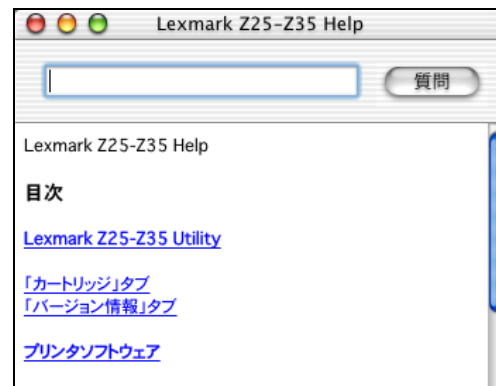 Lexmark Z25-Z35 Help
質問
Lexmark Z25-Z35 Help
目次
Lexmark Z25-Z35 Utility
「カートリッジ」タブ
「バージョン情報」タブ
プリンタソフトウェア